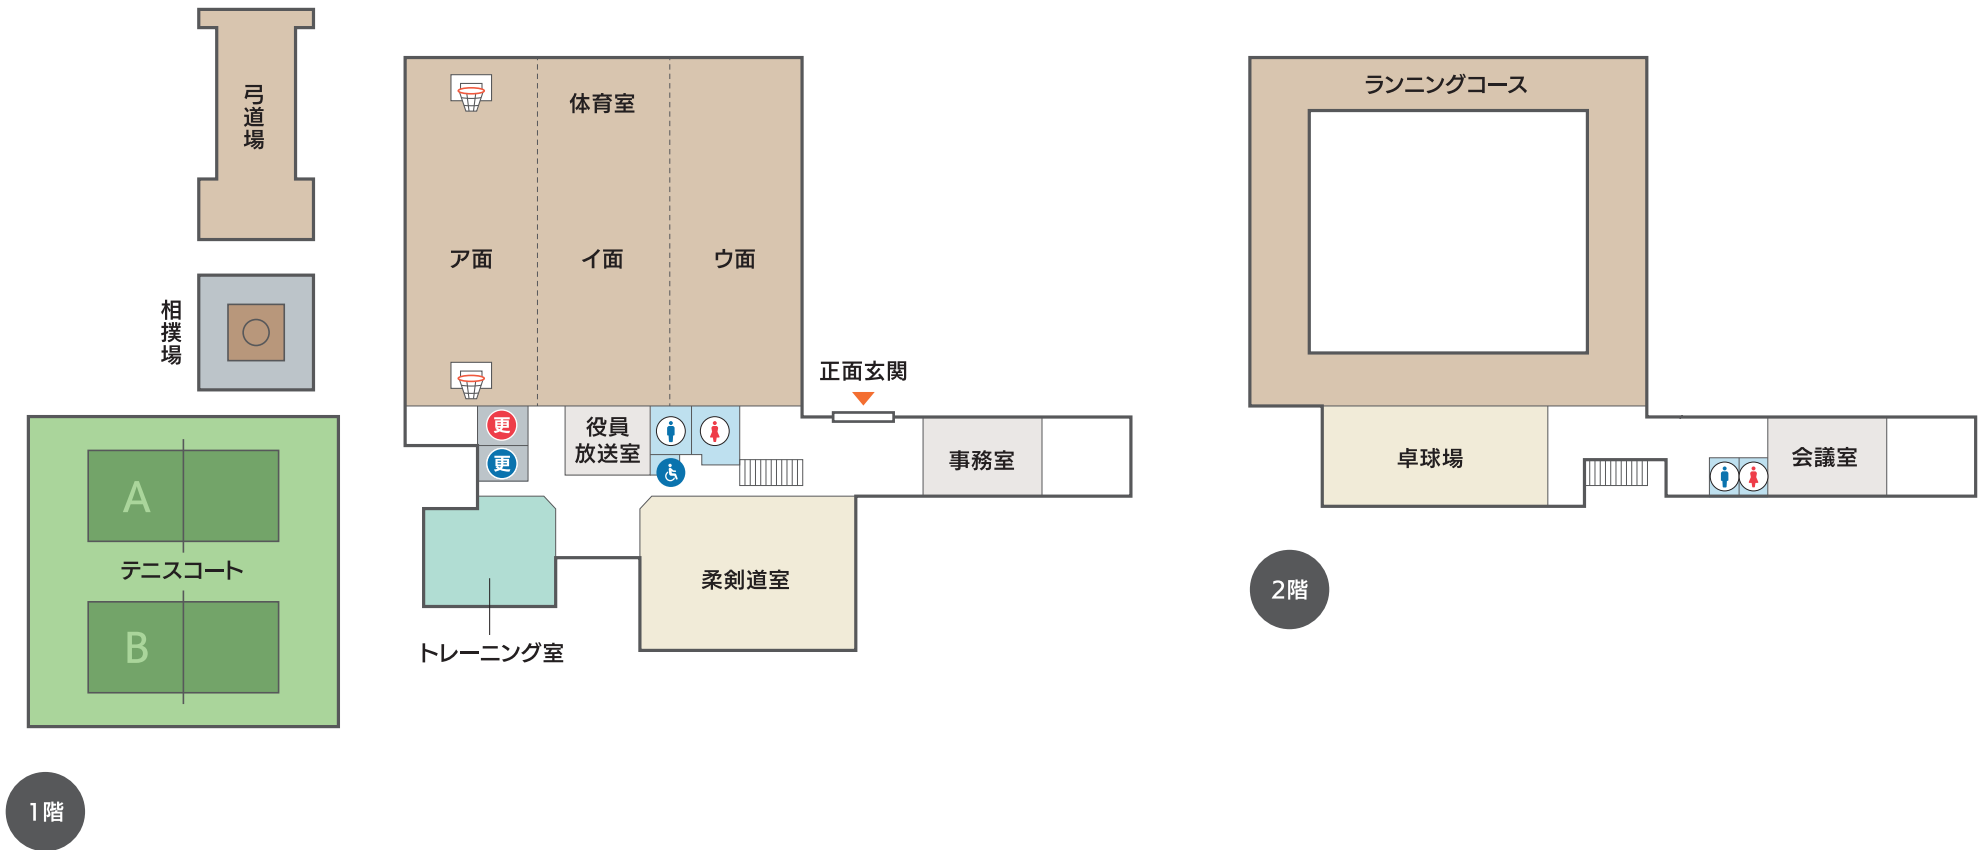 弓道場
相撲場
A
テニスコート
B
1階
体育室
ア面
イ面
ウ面
正面玄関
更
更
役員
放送室
事務室
トレーニング室
柔剣道室
ランニングコース
卓球場
会議室
2階